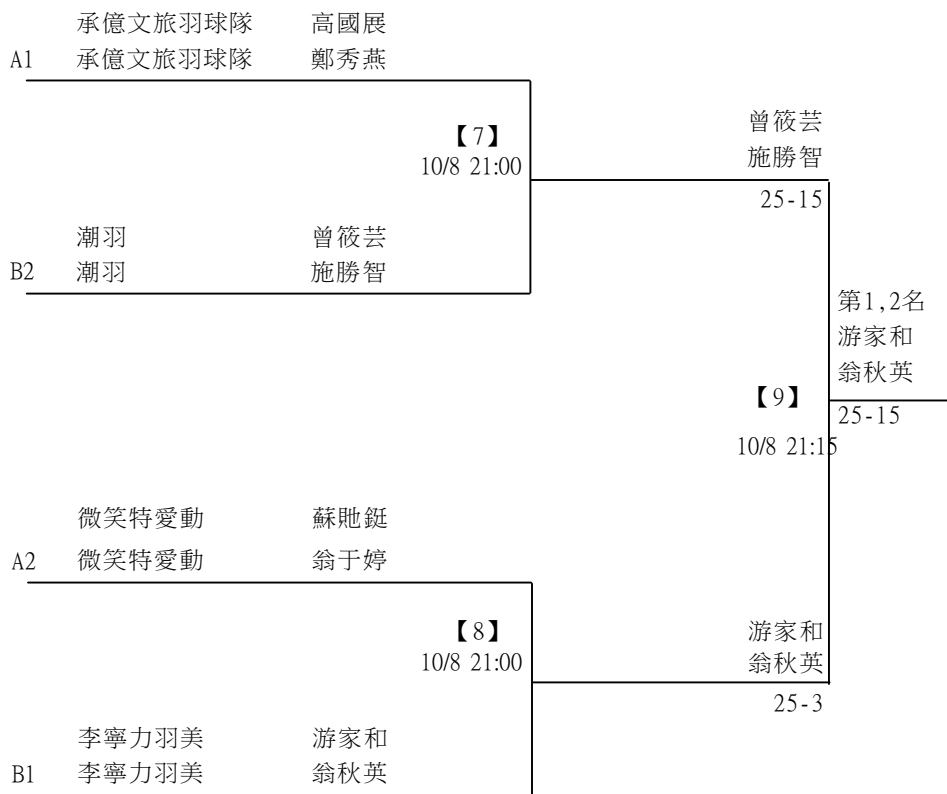 承億文旅羽球隊 高國展
A1 承億文旅羽球隊 鄭秀燕
【7】
10/8 21:00
曾筱芸
施勝智
25-15
潮羽 曾筱芸
B2 潮羽 施勝智
第1,2名
游家和
翁秋英
25-15
【9】
10/8 21:15
微笑特愛動 蘇貤鋌
A2 微笑特愛動 翁于婷
【8】
10/8 21:00
游家和
翁秋英
25-3
李寧力羽美 游家和
B1 李寧力羽美 翁秋英